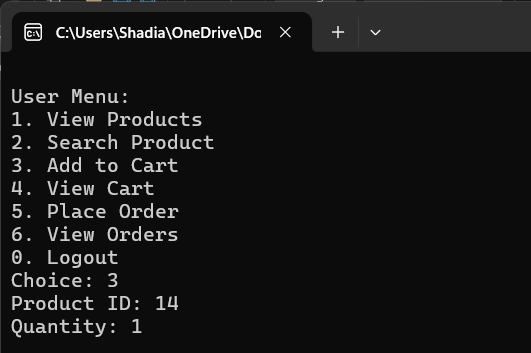 C:\Users\Shadia\OneDrive\Do
User Menu:
1. View Products
2. Search Product
3. Add to Cart
4. View Cart
5. Place Order
6. View Orders
0. Logout
Choice: 3
Product ID: 14
Quantity: 1